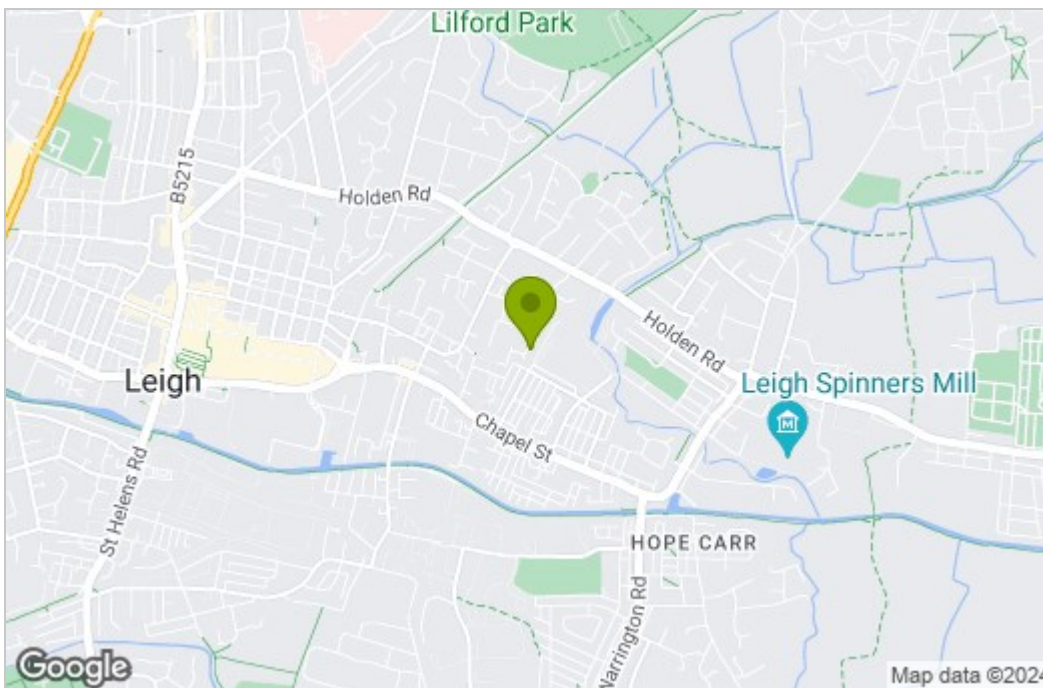 Lilford Park
B5215
Holden Rd
Holden Rd
Leigh
Leigh Spinners Mill
Chapel St
St Helens Rd
HOPE CARR
Warrington Rd
Google
Map data ©2024